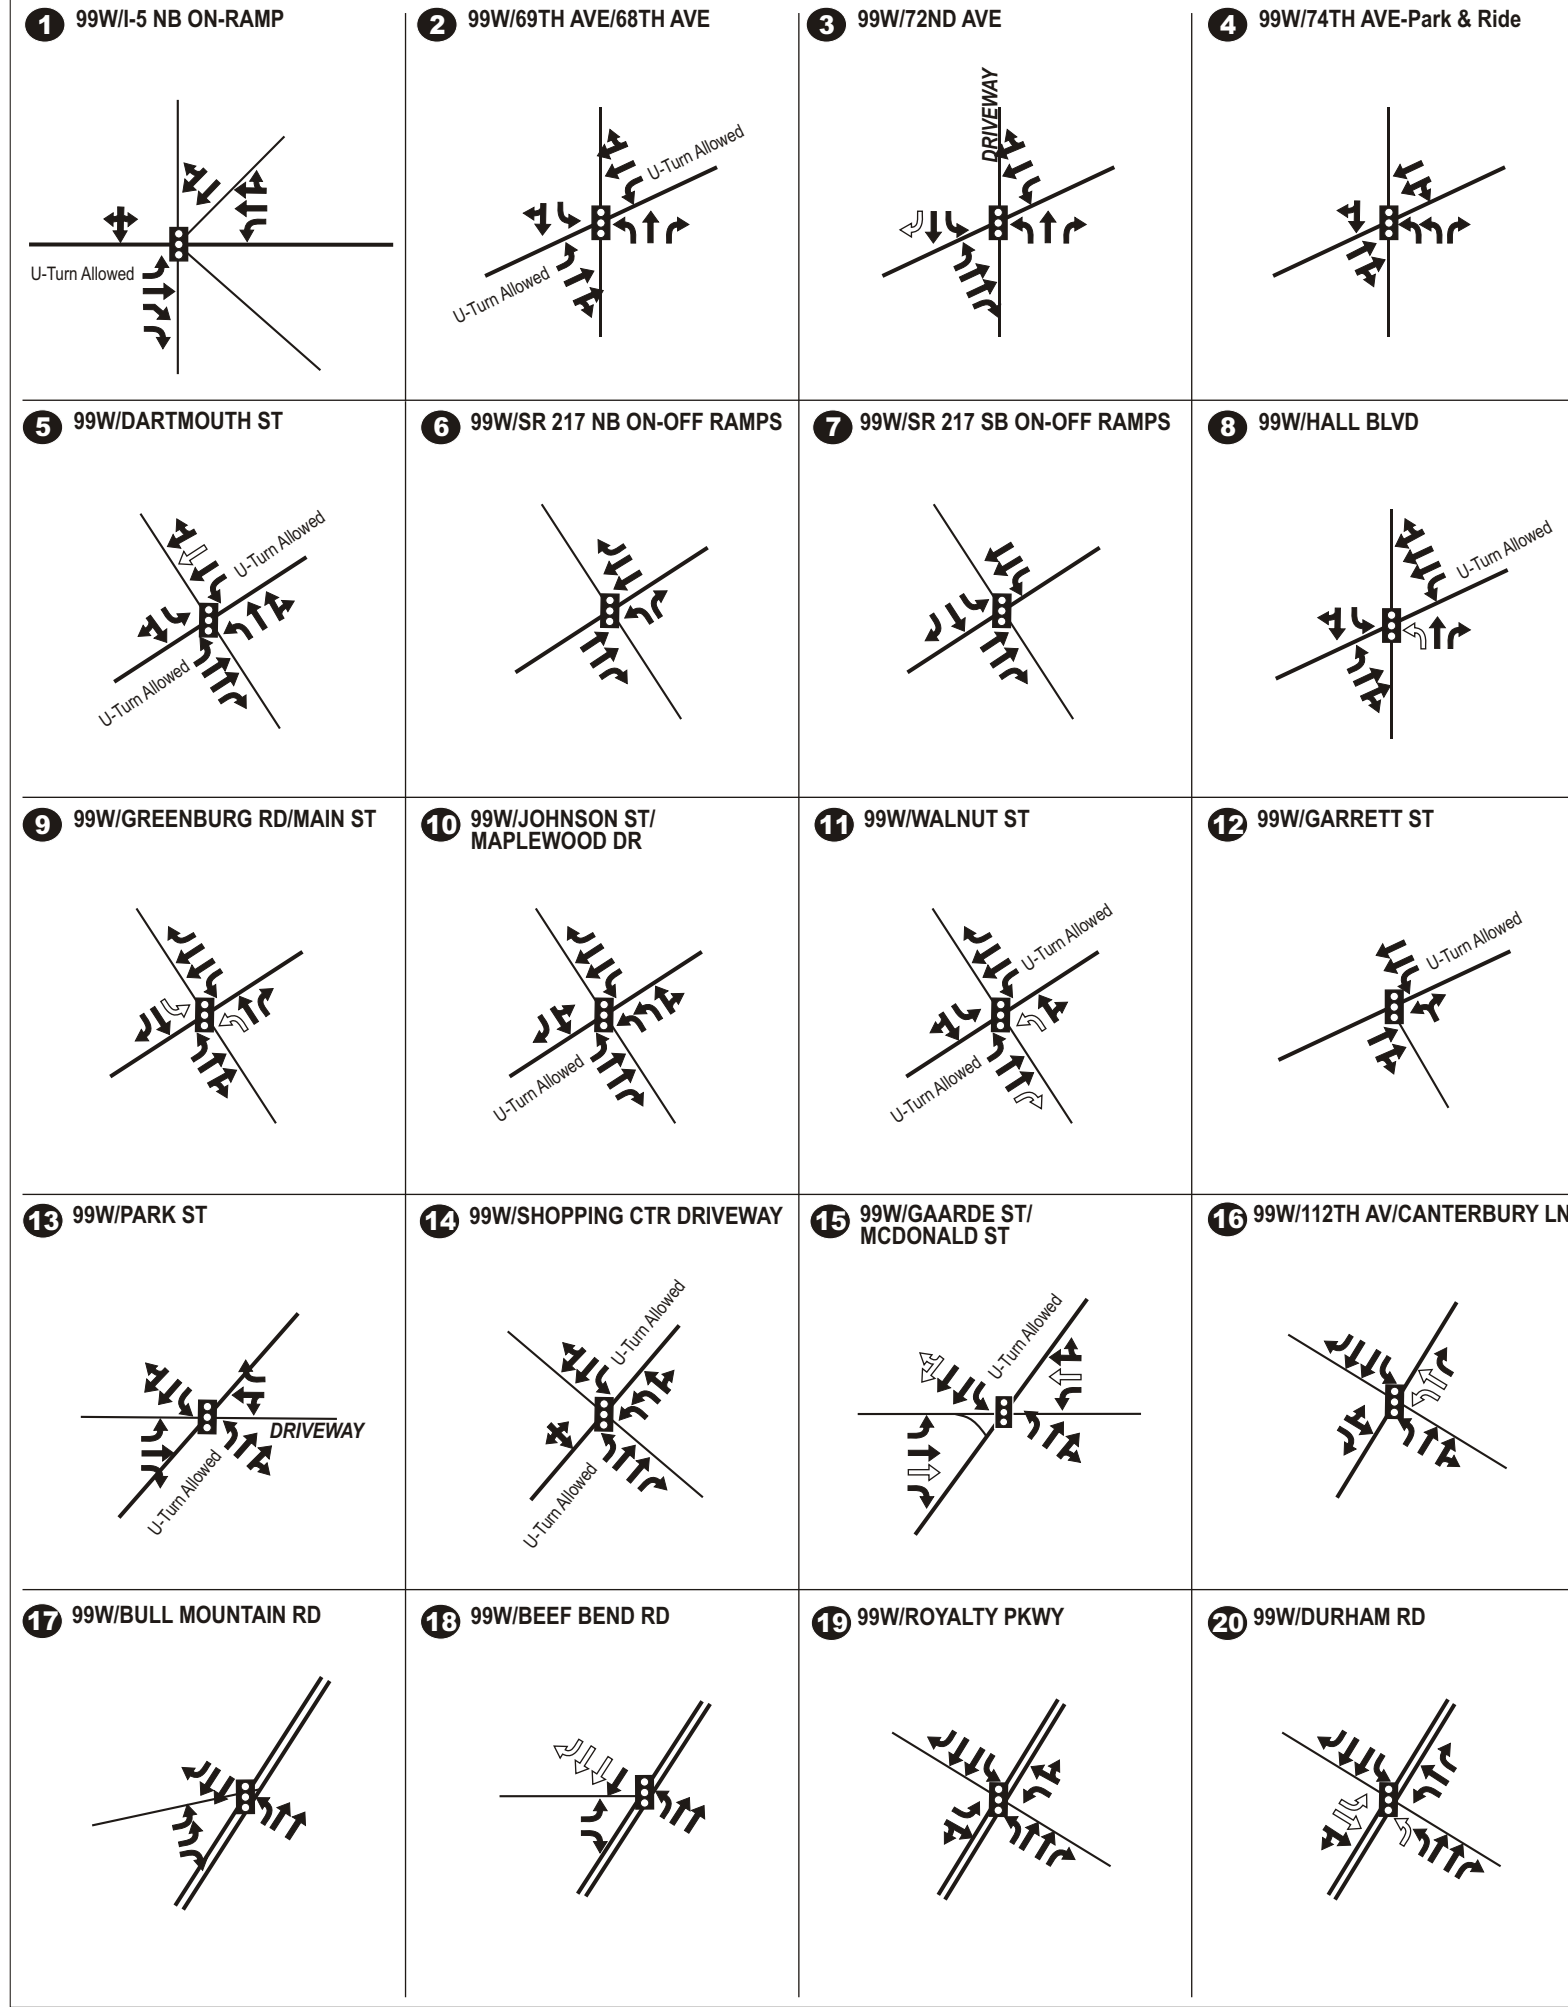 1 99W/I-5 NB ON-RAMP
U-Turn Allowed
2 99W/69TH AVE/68TH AVE
U-Turn Allowed
U-Turn Allowed
3 99W/72ND AVE
DRIVEWAY
4 99W/74TH AVE-Park & Ride
5 99W/DARTMOUTH ST
U-Turn Allowed
U-Turn Allowed
6 99W/SR 217 NB ON-OFF RAMPS
7 99W/SR 217 SB ON-OFF RAMPS
8 99W/HALL BLVD
U-Turn Allowed
9 99W/GREENBURG RD/MAIN ST
10 99W/JOHNSON ST/
MAPLEWOOD DR
U-Turn Allowed
11 99W/WALNUT ST
U-Turn Allowed
U-Turn Allowed
12 99W/GARRETT ST
U-Turn Allowed
13 99W/PARK ST
DRIVEWAY
U-Turn Allowed
14 99W/SHOPPING CTR DRIVEWAY
U-Turn Allowed
U-Turn Allowed
15 99W/GAARDE ST/
MCDONALD ST
U-Turn Allowed
16 99W/112TH AV/CANTERBURY LN
17 99W/BULL MOUNTAIN RD
18 99W/BEEF BEND RD
19 99W/ROYALTY PKWY
20 99W/DURHAM RD